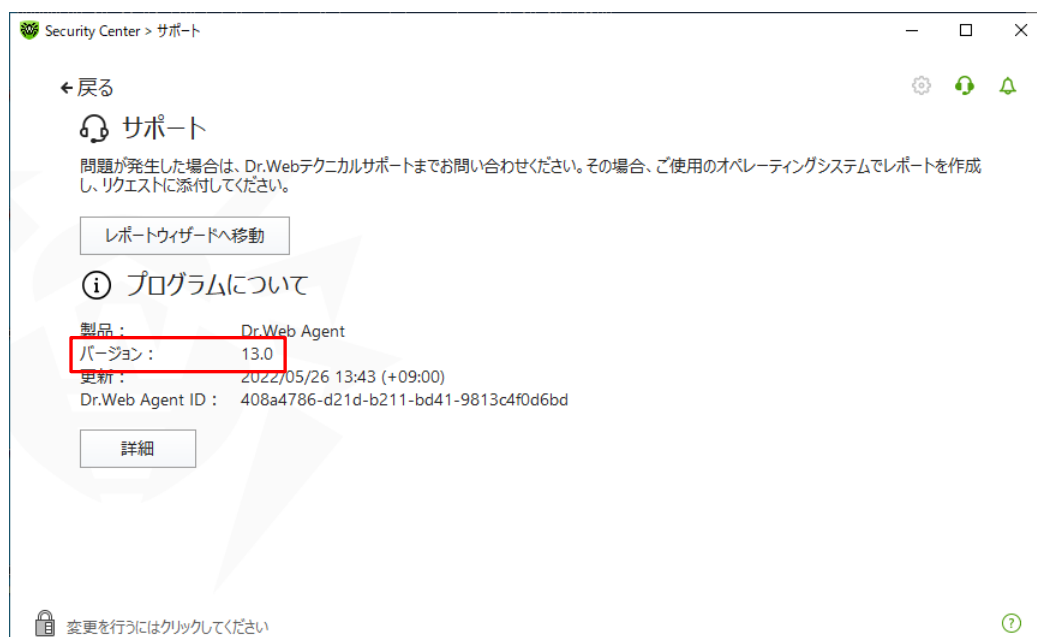 Security Center > サポート
戻る
サポート
問題が発生した場合は、Dr.Webテクニカルサポートまでお問い合わせください。その場合、ご使用のオペレーティングシステムでレポートを作成
し、リクエストに添付してください。
レポートウィザードへ移動
プログラムについて
製品： Dr.Web Agent
バージョン： 13.0
更新： 2022/05/26 13:43 (+09:00)
Dr.Web Agent ID： 408a4786-d21d-b211-bd41-9813c4f0d6bd
詳細
変更を行うにはクリックしてください